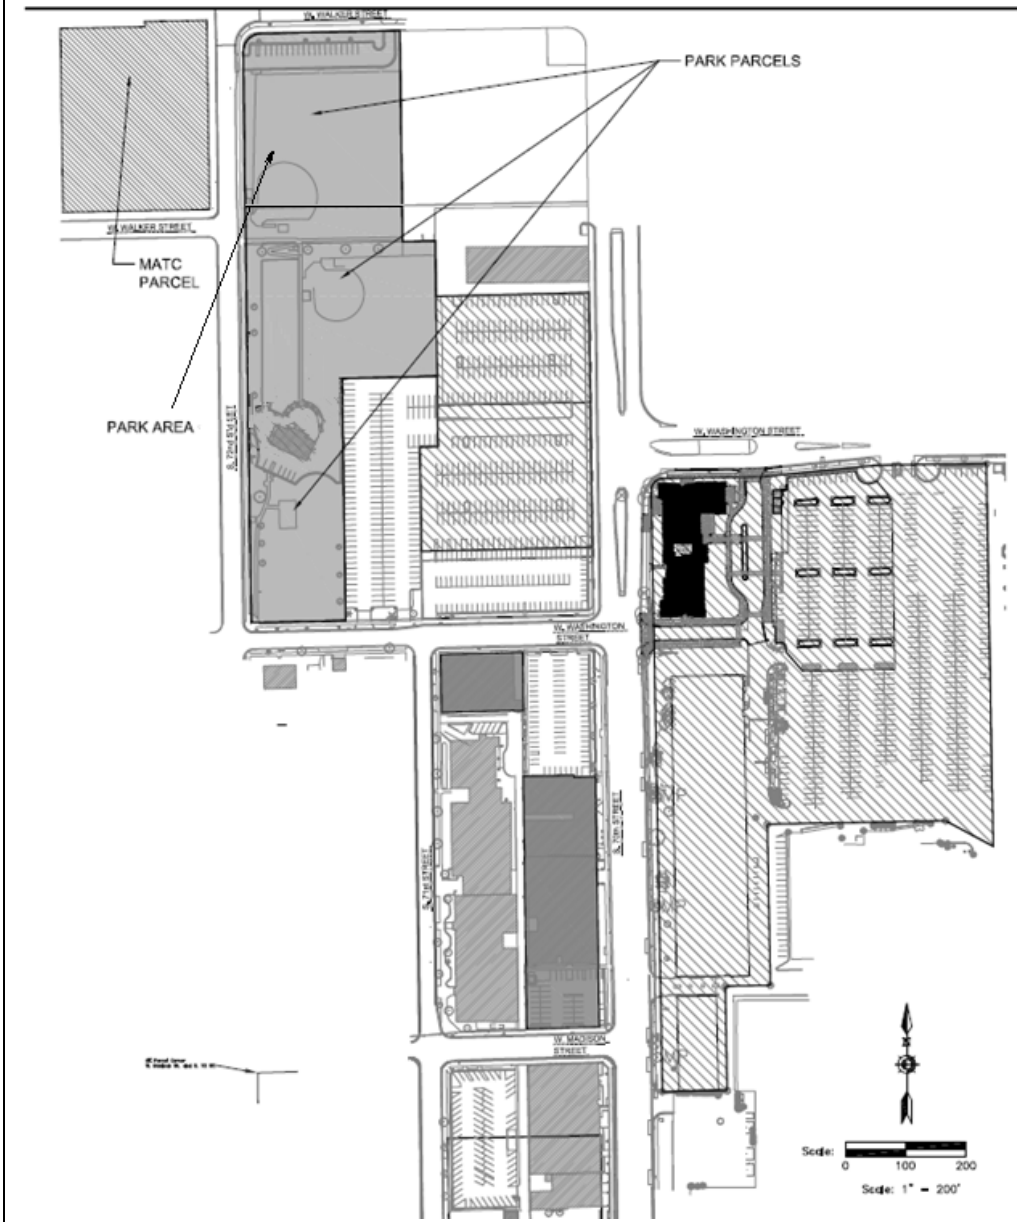 W. WALKER STREET
PARK PARCELS
W. WALKER STREET
MATC
PARCEL
PARK AREA
S. 72nd STREET
W. WASHINGTON STREET
W. WASHINGTON
STREET
S. 70th STREET
S. 71st STREET
W. MADISON
STREET
N
Scale:
0 100 200
Scale: 1" = 200'